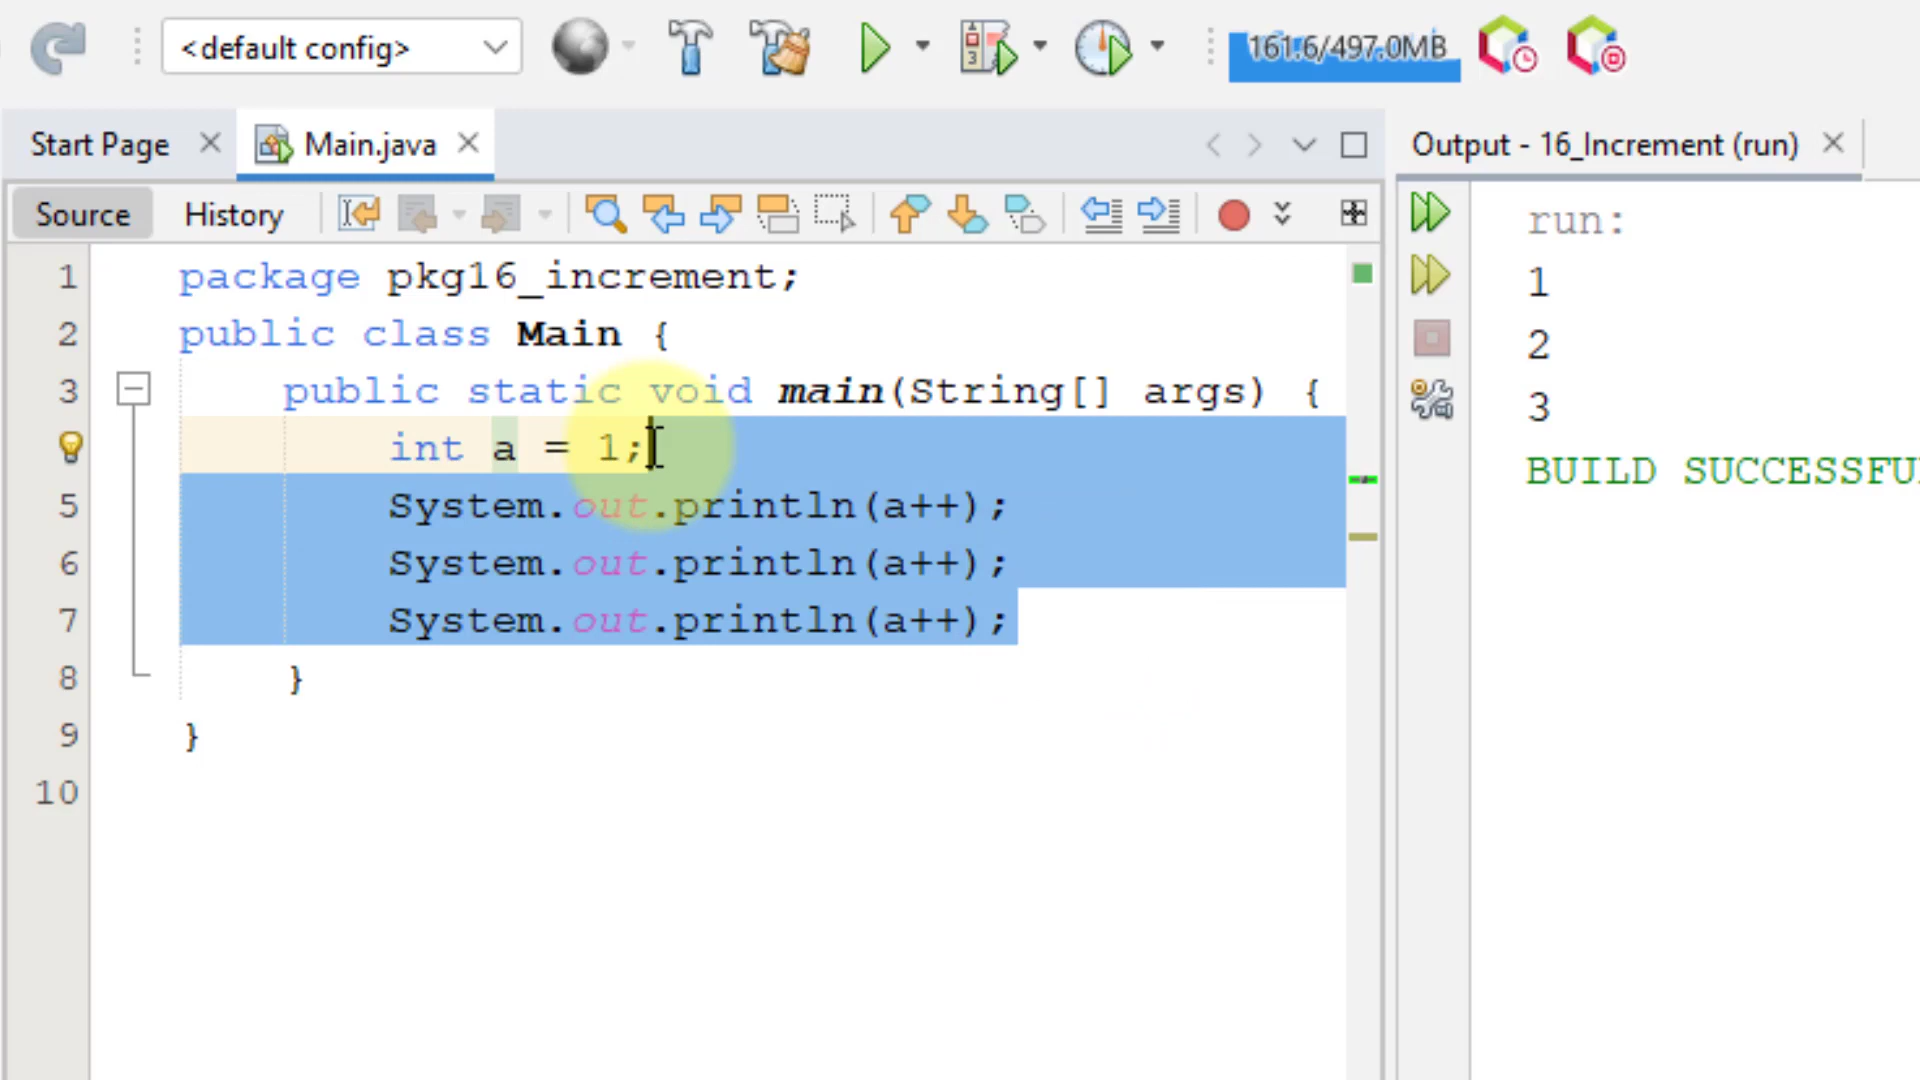 <default config>
161.6/497.0MB
Start Page
Main.java
Output - 16_Increment (run)
Source
History
1 package pkg16_increment;
2 public class Main {
3 public static void main(String[] args) {
int a = 1;
5 System.out.println(a++);
6 System.out.println(a++);
7 System.out.println(a++);
8 }
9 }
10
run:
1
2
3
BUILD SUCCESSFU